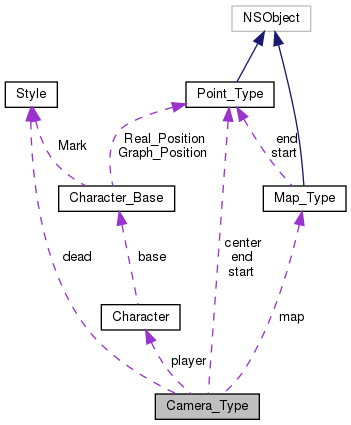 NSObject
Style
Point_Type
Mark
Real_Position
Graph_Position
end
start
Character_Base
Map_Type
dead
base
center
end
start
Character
map
player
Camera_Type